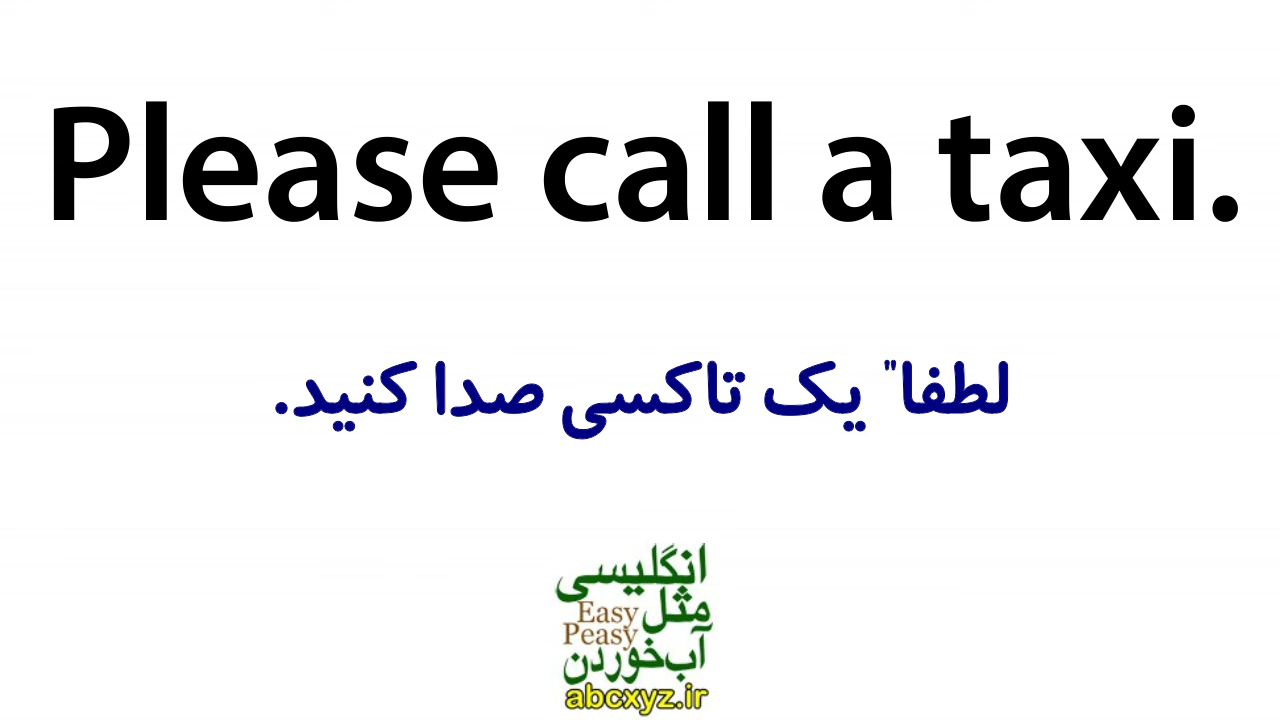 Please call a taxi.
لطفا" یک تاکسی صدا کنید.
انگلیسی
مثل
Easy
Peasy
آب‌خوردن
abcxyz.ir